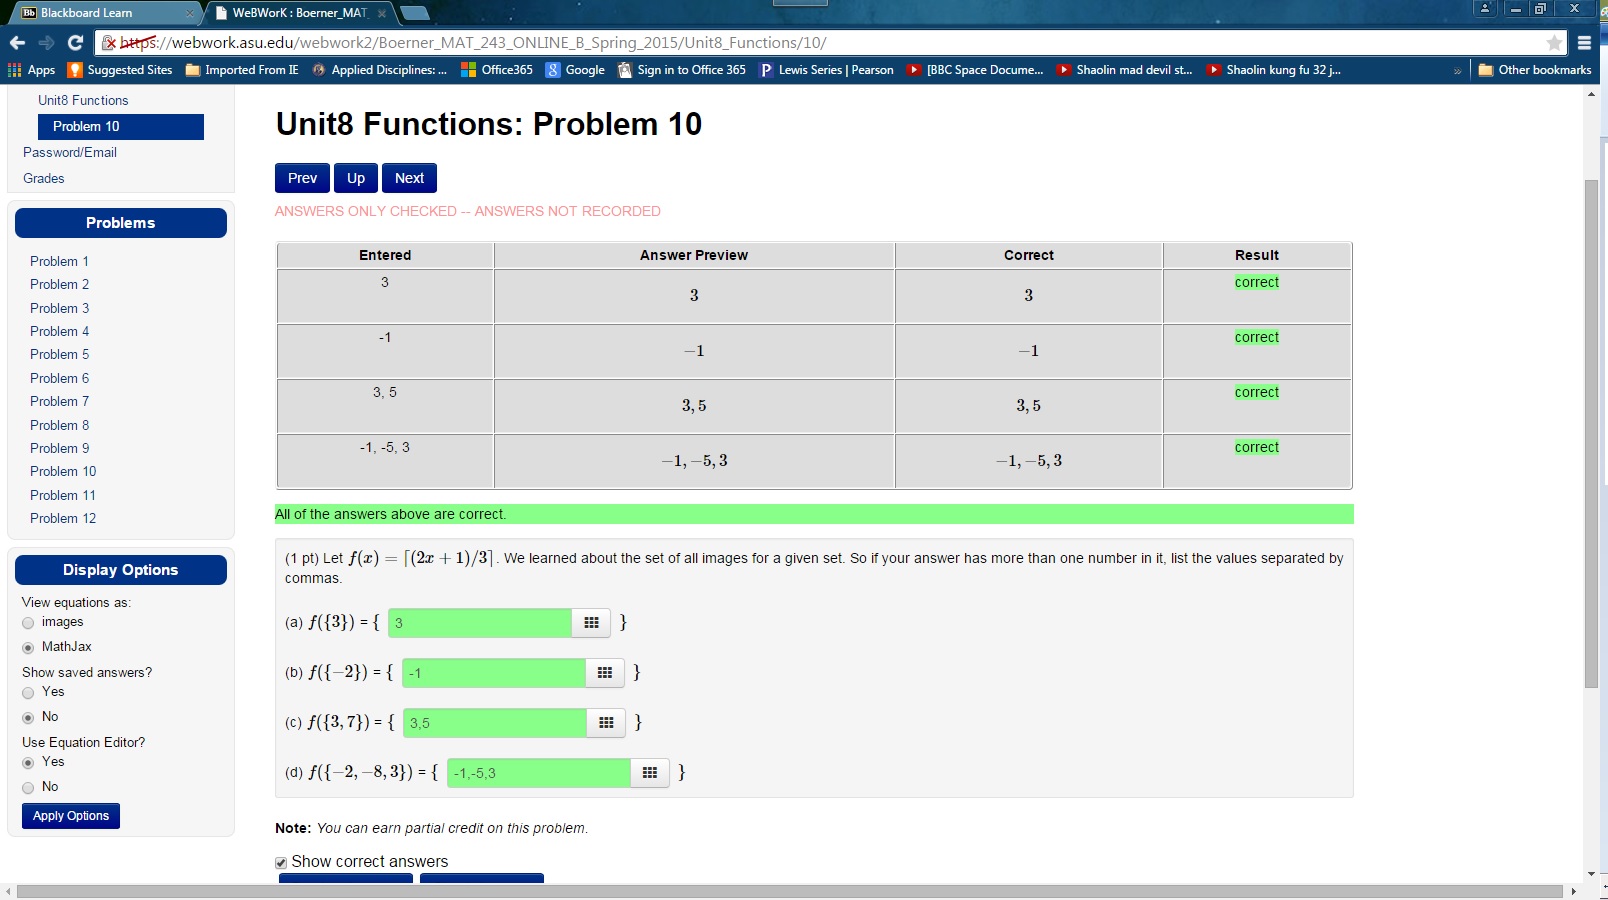 Blackboard Learn
WeBWorK : Boerner_MAT_
https://webwork.asu.edu/webwork2/Boerner_MAT_243_ONLINE_B_Spring_2015/Unit8_Functions/10/
Apps Suggested Sites Imported From IE Applied Disciplines: ... Office365 Google Sign in to Office 365 Lewis Series | Pearson [BBC Space Docume... Shaolin mad devil st... Shaolin kung fu 32 j... » Other bookmarks
Unit8 Functions
Problem 10
Password/Email
Grades
Problems
Problem 1
Problem 2
Problem 3
Problem 4
Problem 5
Problem 6
Problem 7
Problem 8
Problem 9
Problem 10
Problem 11
Problem 12
Display Options
View equations as:
images
MathJax
Show saved answers?
Yes
No
Use Equation Editor?
Yes
No
Apply Options
Unit8 Functions: Problem 10
Prev Up Next
ANSWERS ONLY CHECKED -- ANSWERS NOT RECORDED
Entered Answer Preview Correct Result
3 3 3 correct
-1 −1 −1 correct
3, 5 3, 5 3, 5 correct
-1, -5, 3 −1, −5, 3 −1, −5, 3 correct
All of the answers above are correct.
(1 pt) Let f(x) = ⌈(2x + 1)/3⌉. We learned about the set of all images for a given set. So if your answer has more than one number in it, list the values separated by
commas.
(a) f({3}) = { 3 }
(b) f({−2}) = { -1 }
(c) f({3, 7}) = { 3,5 }
(d) f({−2, −8, 3}) = { -1,-5,3 }
Note: You can earn partial credit on this problem.
Show correct answers